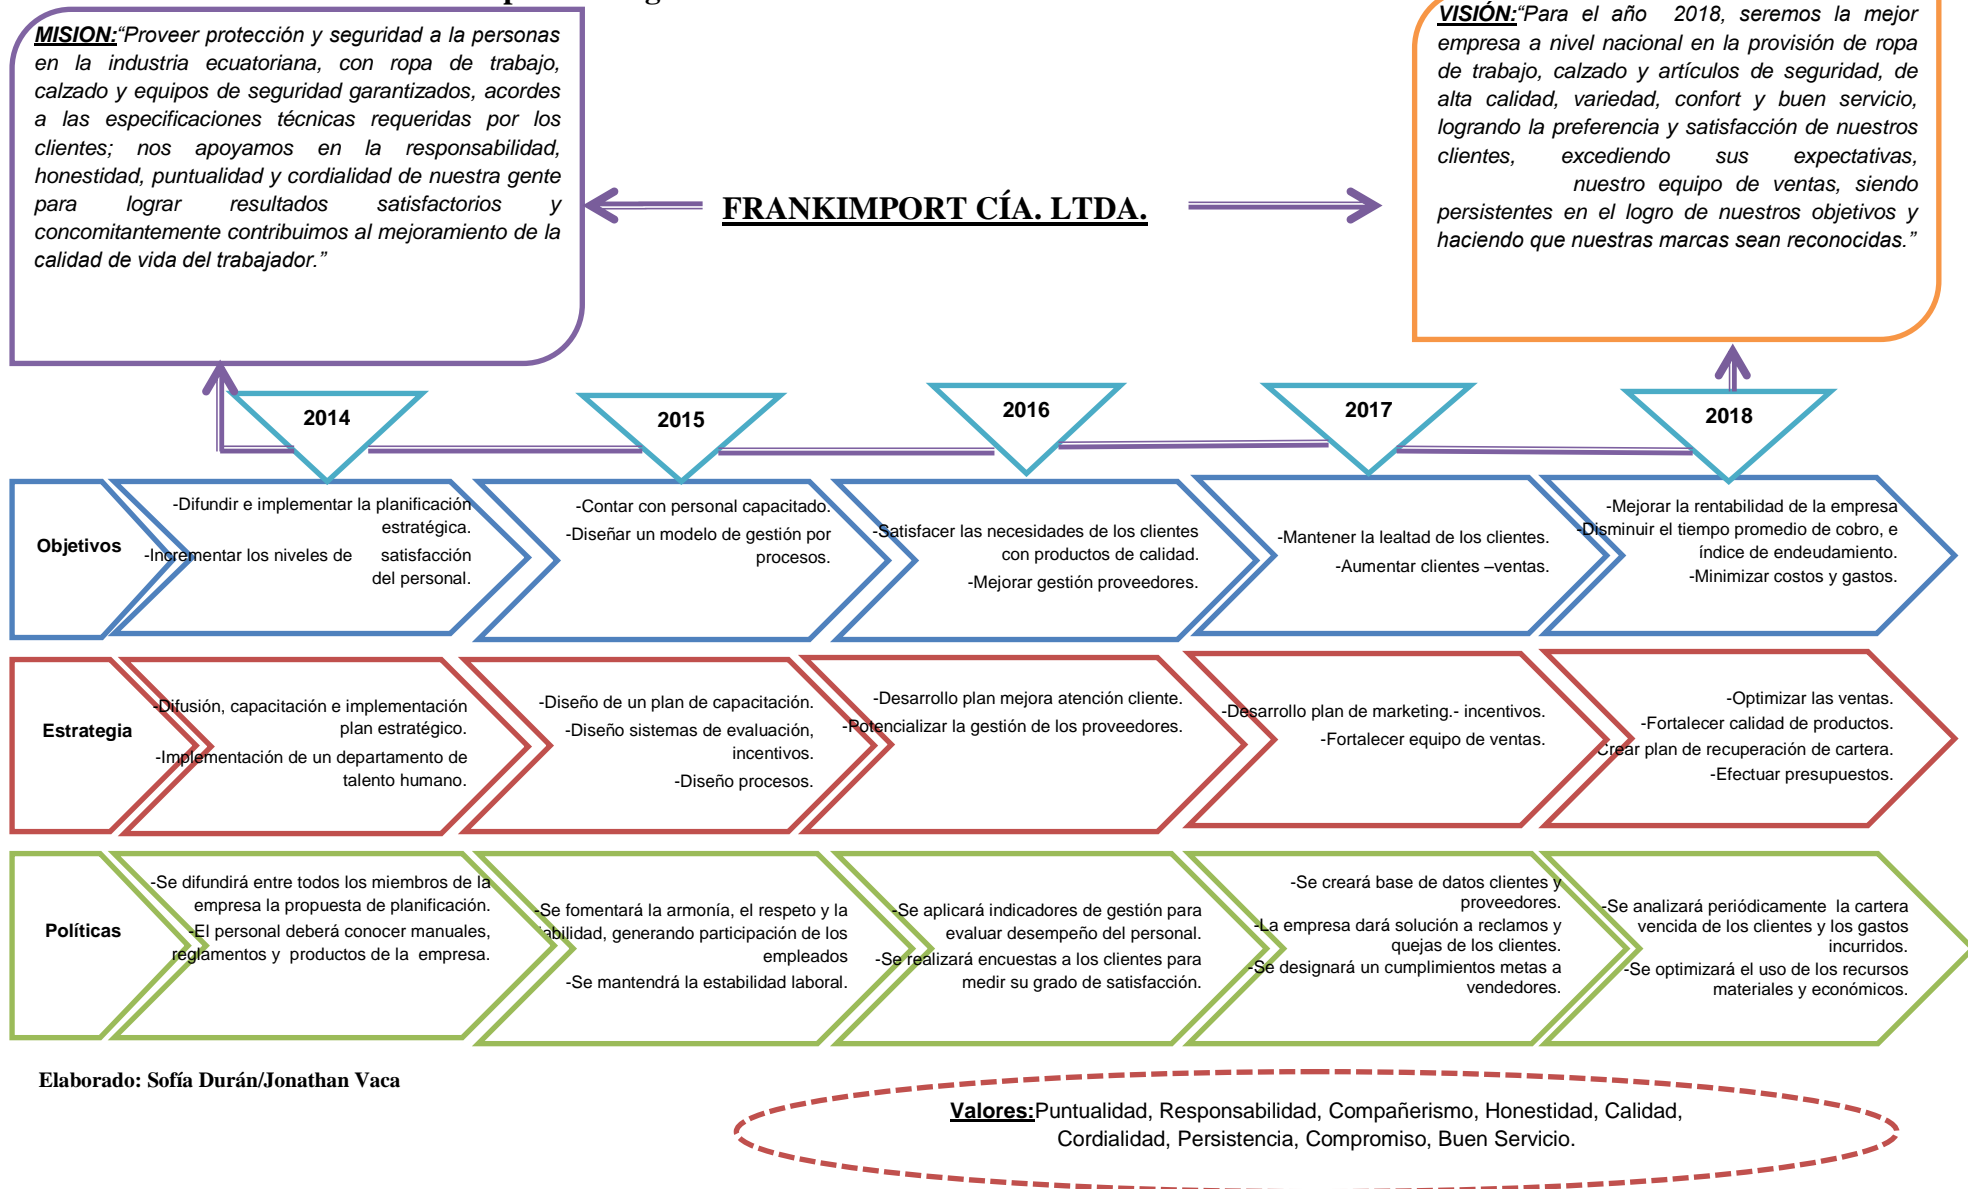 MISION:“Proveer protección y seguridad a la personas
en la industria ecuatoriana, con ropa de trabajo,
calzado y equipos de seguridad garantizados, acordes
a las especificaciones técnicas requeridas por los
clientes; nos apoyamos en la responsabilidad,
honestidad, puntualidad y cordialidad de nuestra gente
para lograr resultados satisfactorios y
concomitantemente contribuimos al mejoramiento de la
calidad de vida del trabajador.”
FRANKIMPORT CÍA. LTDA.
VISIÓN:“Para el año 2018, seremos la mejor
empresa a nivel nacional en la provisión de ropa
de trabajo, calzado y artículos de seguridad, de
alta calidad, variedad, confort y buen servicio,
logrando la preferencia y satisfacción de nuestros
clientes, excediendo sus expectativas,
nuestro equipo de ventas, siendo
persistentes en el logro de nuestros objetivos y
haciendo que nuestras marcas sean reconocidas.”
2014
2015
2016
2017
2018
Objetivos
-Difundir e implementar la planificación
estratégica.
-Incrementar los niveles de satisfacción
del personal.
-Contar con personal capacitado.
-Diseñar un modelo de gestión por
procesos.
-Satisfacer las necesidades de los clientes
con productos de calidad.
-Mejorar gestión proveedores.
-Mantener la lealtad de los clientes.
-Aumentar clientes –ventas.
-Mejorar la rentabilidad de la empresa
-Disminuir el tiempo promedio de cobro, e
índice de endeudamiento.
-Minimizar costos y gastos.
Estrategia
-Difusión, capacitación e implementación
plan estratégico.
-Implementación de un departamento de
talento humano.
-Diseño de un plan de capacitación.
-Diseño sistemas de evaluación,
incentivos.
-Diseño procesos.
-Desarrollo plan mejora atención cliente.
-Potencializar la gestión de los proveedores.
-Desarrollo plan de marketing.- incentivos.
-Fortalecer equipo de ventas.
-Optimizar las ventas.
-Fortalecer calidad de productos.
Crear plan de recuperación de cartera.
-Efectuar presupuestos.
Políticas
-Se difundirá entre todos los miembros de la
empresa la propuesta de planificación.
-El personal deberá conocer manuales,
reglamentos y productos de la empresa.
-Se fomentará la armonía, el respeto y la
generando participación de los
empleados
-Se mantendrá la estabilidad laboral.
-Se aplicará indicadores de gestión para
evaluar desempeño del personal.
-Se realizará encuestas a los clientes para
medir su grado de satisfacción.
-Se creará base de datos clientes y
proveedores.
-La empresa dará solución a reclamos y
quejas de los clientes.
-Se designará un cumplimientos metas a
vendedores.
-Se analizará periódicamente la cartera
vencida de los clientes y los gastos
incurridos.
-Se optimizará el uso de los recursos
materiales y económicos.
Elaborado: Sofía Durán/Jonathan Vaca
Valores:Puntualidad, Responsabilidad, Compañerismo, Honestidad, Calidad,
Cordialidad, Persistencia, Compromiso, Buen Servicio.